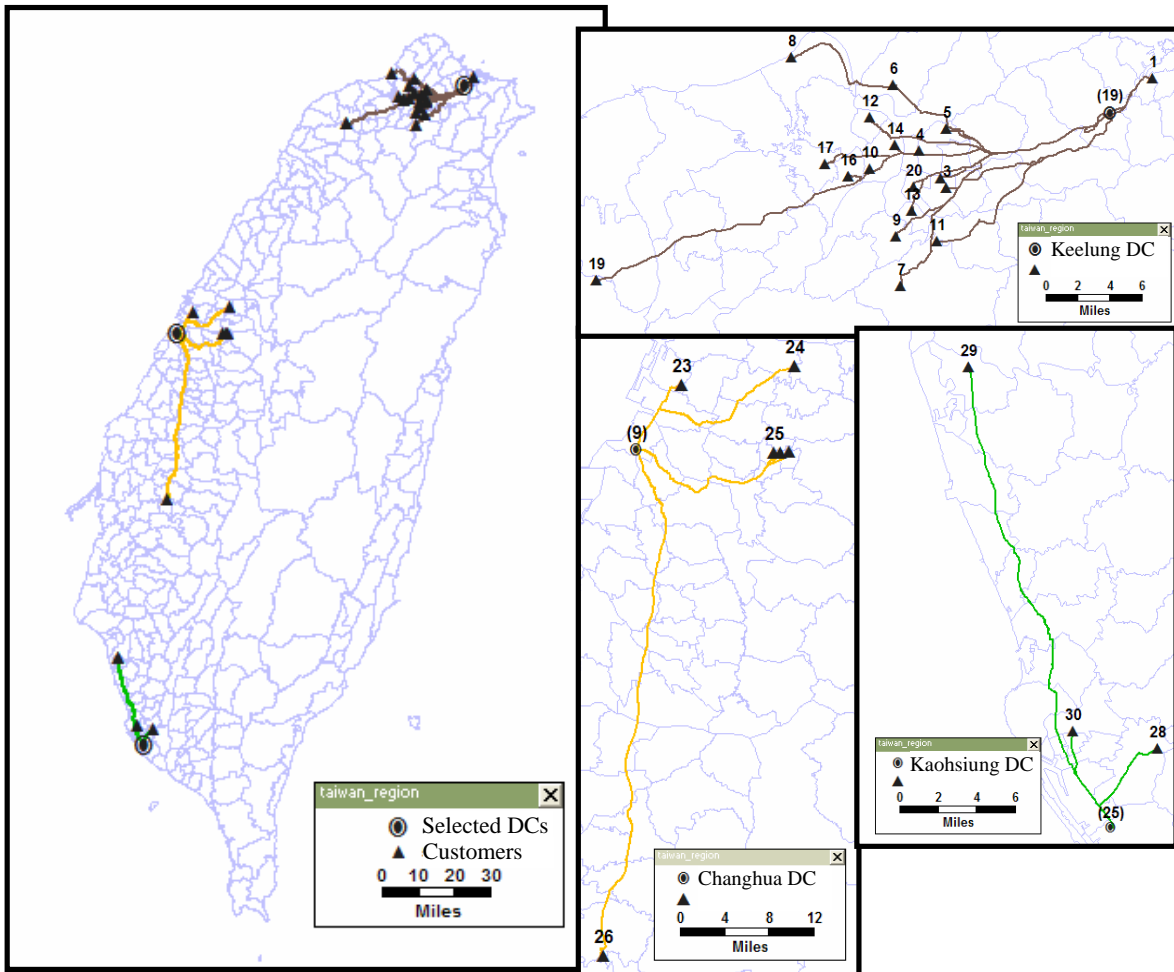 taiwan_region
Selected DCs
Customers
0 10 20 30
Miles
8
1
6
(19)
12
5
14
4
17
10
16
20
3
13
9
11
7
19
taiwan_region
Keelung DC
0 2 4 6
Miles
24
23
(9)
25
26
taiwan_region
Changhua DC
0 4 8 12
Miles
29
30
28
(25)
taiwan_region
Kaohsiung DC
0 2 4 6
Miles